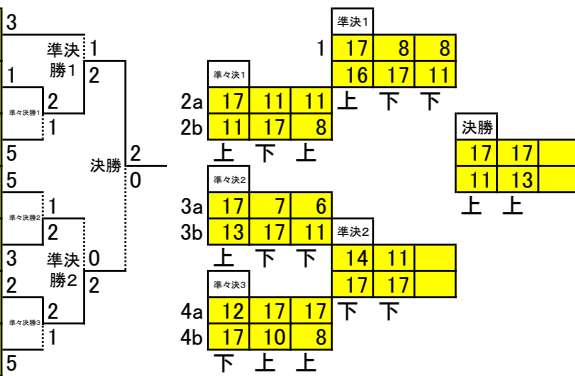 3
準決勝1
1
2
1
準々決勝1
2
1
5
5
決勝
2
0
準々決勝2
1
2
3
準決勝2
0
2
2
準々決勝3
2
1
5
準決1
1 17 8 8
16 17 11
上 下 下
準々決1
2a 17 11 11
2b 11 17 8
上 下 上
決勝
17 17
11 13
上 上
準々決2
3a 17 7 6
3b 13 17 11
上 下 下
準決2
14 11
17 17
下 下
準々決3
4a 12 17 17
4b 17 10 8
下 上 上